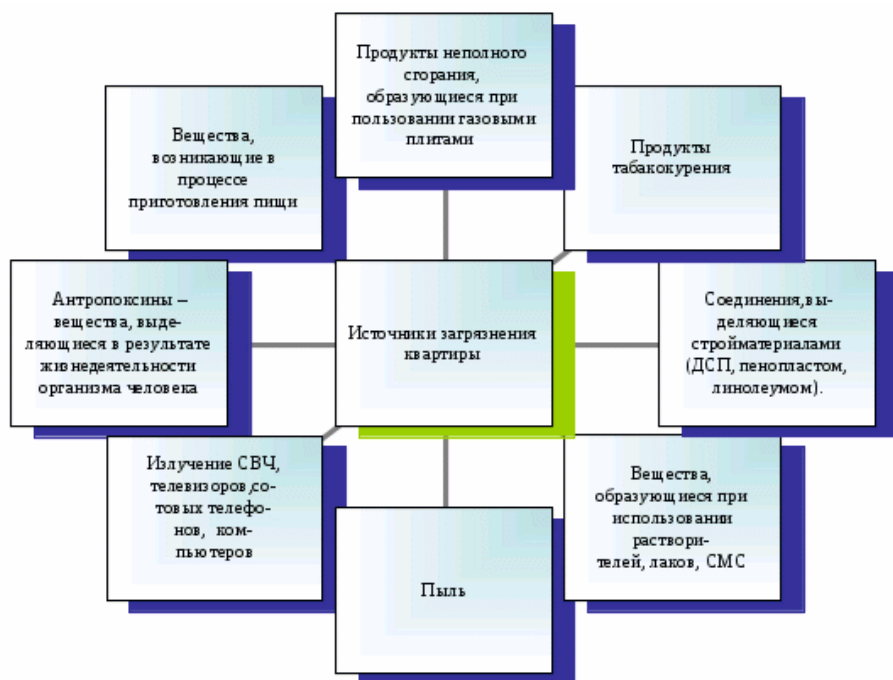 Продукты неполного
сгорания,
образующиеся при
пользовании газовыми
плитами
Вещества,
возникающие в
процессе
приготовления пищи
Продукты
табакокурения
Антропоксины –
вещества, выде-
ляющиеся в результате
жизнедеятельности
организма человека
Источники загрязнения
квартиры
Соединения,вы-
деляющиеся
стройматериалами
(ДСП, пенопластом,
линолеумом).
Излучение СВЧ,
телевизоров,со-
товых телефо-
нов, ком-
пьютеров
Пыль
Вещества,
образующиеся при
использовании
раствори-
телей, лаков, СМС